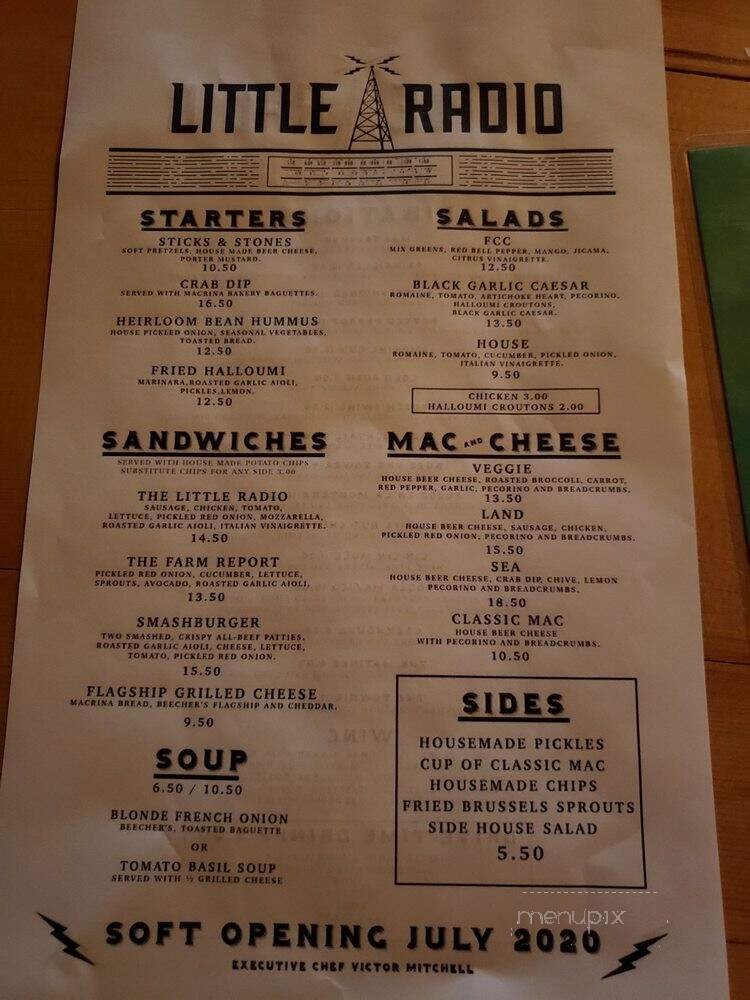 LITTLE RADIO
STARTERS
STICKS & STONES
SOFT PRETZELS, HOUSE MADE BEER CHEESE,
PORTER MUSTARD.
10.50
CRAB DIP
SERVED WITH MACRINA BAKERY BAGUETTES.
16.50
HEIRLOOM BEAN HUMMUS
HOUSE PICKLED ONION, SEASONAL VEGETABLES,
TOASTED BREAD.
12.50
FRIED HALLOUMI
MARINARA,ROASTED GARLIC AIOLI,
PICKLES,LEMON.
12.50
SANDWICHES
SERVED WITH HOUSE MADE POTATO CHIPS
SUBSTITUTE CHIPS FOR ANY SIDE 3.00
THE LITTLE RADIO
SAUSAGE, CHICKEN, TOMATO,
LETTUCE, PICKLED RED ONION, MOZZARELLA,
ROASTED GARLIC AIOLI, ITALIAN VINAIGRETTE.
14.50
THE FARM REPORT
PICKLED RED ONION, CUCUMBER, LETTUCE,
SPROUTS, AVOCADO, ROASTED GARLIC AIOLI.
13.50
SMASHBURGER
TWO SMASHED, CRISPY ALL-BEEF PATTIES.
ROASTED GARLIC AIOLI, CHEESE, LETTUCE,
TOMATO, PICKLED RED ONION.
15.50
FLAGSHIP GRILLED CHEESE
MACRINA BREAD, BEECHER'S FLAGSHIP AND CHEDDAR.
9.50
SOUP
6.50 / 10.50
BLONDE FRENCH ONION
BEECHER'S, TOASTED BAGUETTE
OR
TOMATO BASIL SOUP
SERVED WITH ½ GRILLED CHEESE
SALADS
FCC
MIX GREENS, RED BELL PEPPER, MANGO, JICAMA,
CITRUS VINAIGRETTE.
12.50
BLACK GARLIC CAESAR
ROMAINE, TOMATO, ARTICHOKE HEART, PECORINO,
HALLOUMI CROUTONS,
BLACK GARLIC CAESAR.
13.50
HOUSE
ROMAINE, TOMATO, CUCUMBER, PICKLED ONION,
ITALIAN VINAIGRETTE.
9.50
CHICKEN 3.00
HALLOUMI CROUTONS 2.00
MAC AND CHEESE
VEGGIE
HOUSE BEER CHEESE, ROASTED BROCCOLI, CARROT,
RED PEPPER, GARLIC, PECORINO AND BREADCRUMBS.
13.50
LAND
HOUSE BEER CHEESE, SAUSAGE, CHICKEN,
PICKLED RED ONION, PECORINO AND BREADCRUMBS.
15.50
SEA
HOUSE BEER CHEESE, CRAB DIP, CHIVE, LEMON
PECORINO AND BREADCRUMBS.
18.50
CLASSIC MAC
HOUSE BEER CHEESE
WITH PECORINO AND BREADCRUMBS.
10.50
SIDES
HOUSEMADE PICKLES
CUP OF CLASSIC MAC
HOUSEMADE CHIPS
FRIED BRUSSELS SPROUTS
SIDE HOUSE SALAD
5.50
SOFT OPENING JULY 2020
EXECUTIVE CHEF VICTOR MITCHELL
menupix